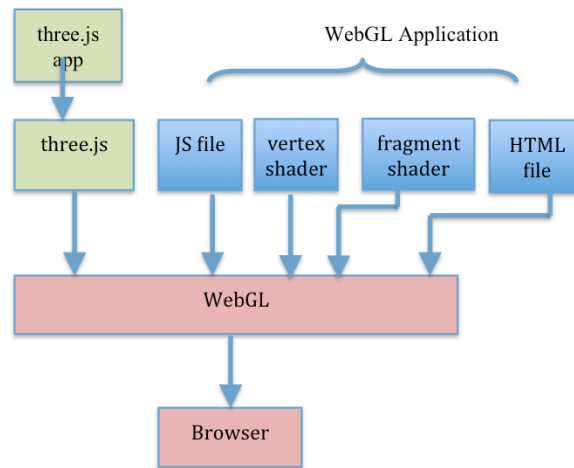 three.js
app
WebGL Application
three.js
JS file
vertex
shader
fragment
shader
HTML
file
WebGL
Browser